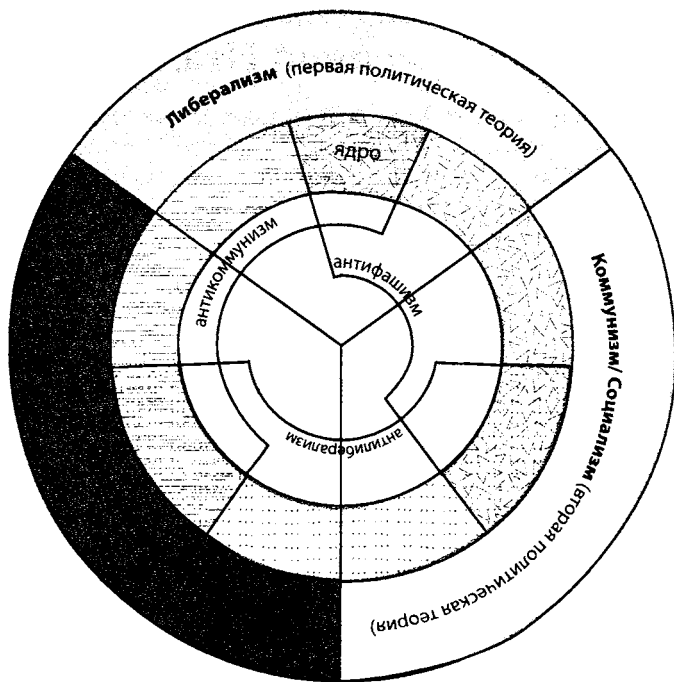 Либерализм (первая политическая теория)
ядро
антикоммунизм
антифашизм
антилиберализм
Коммунизм/ Социализм (вторая политическая теория)